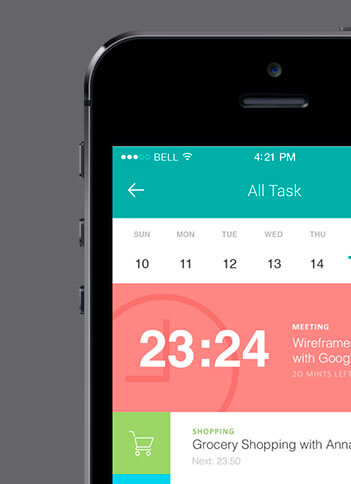 BELL 4:21 PM
All Task
SUN MON TUE WED THU
10 11 12 13 14
MEETING
23:24
Wireframe
with Goog
20 MINTS LEFT
SHOPPING
Grocery Shopping with Anna
Next: 23:50